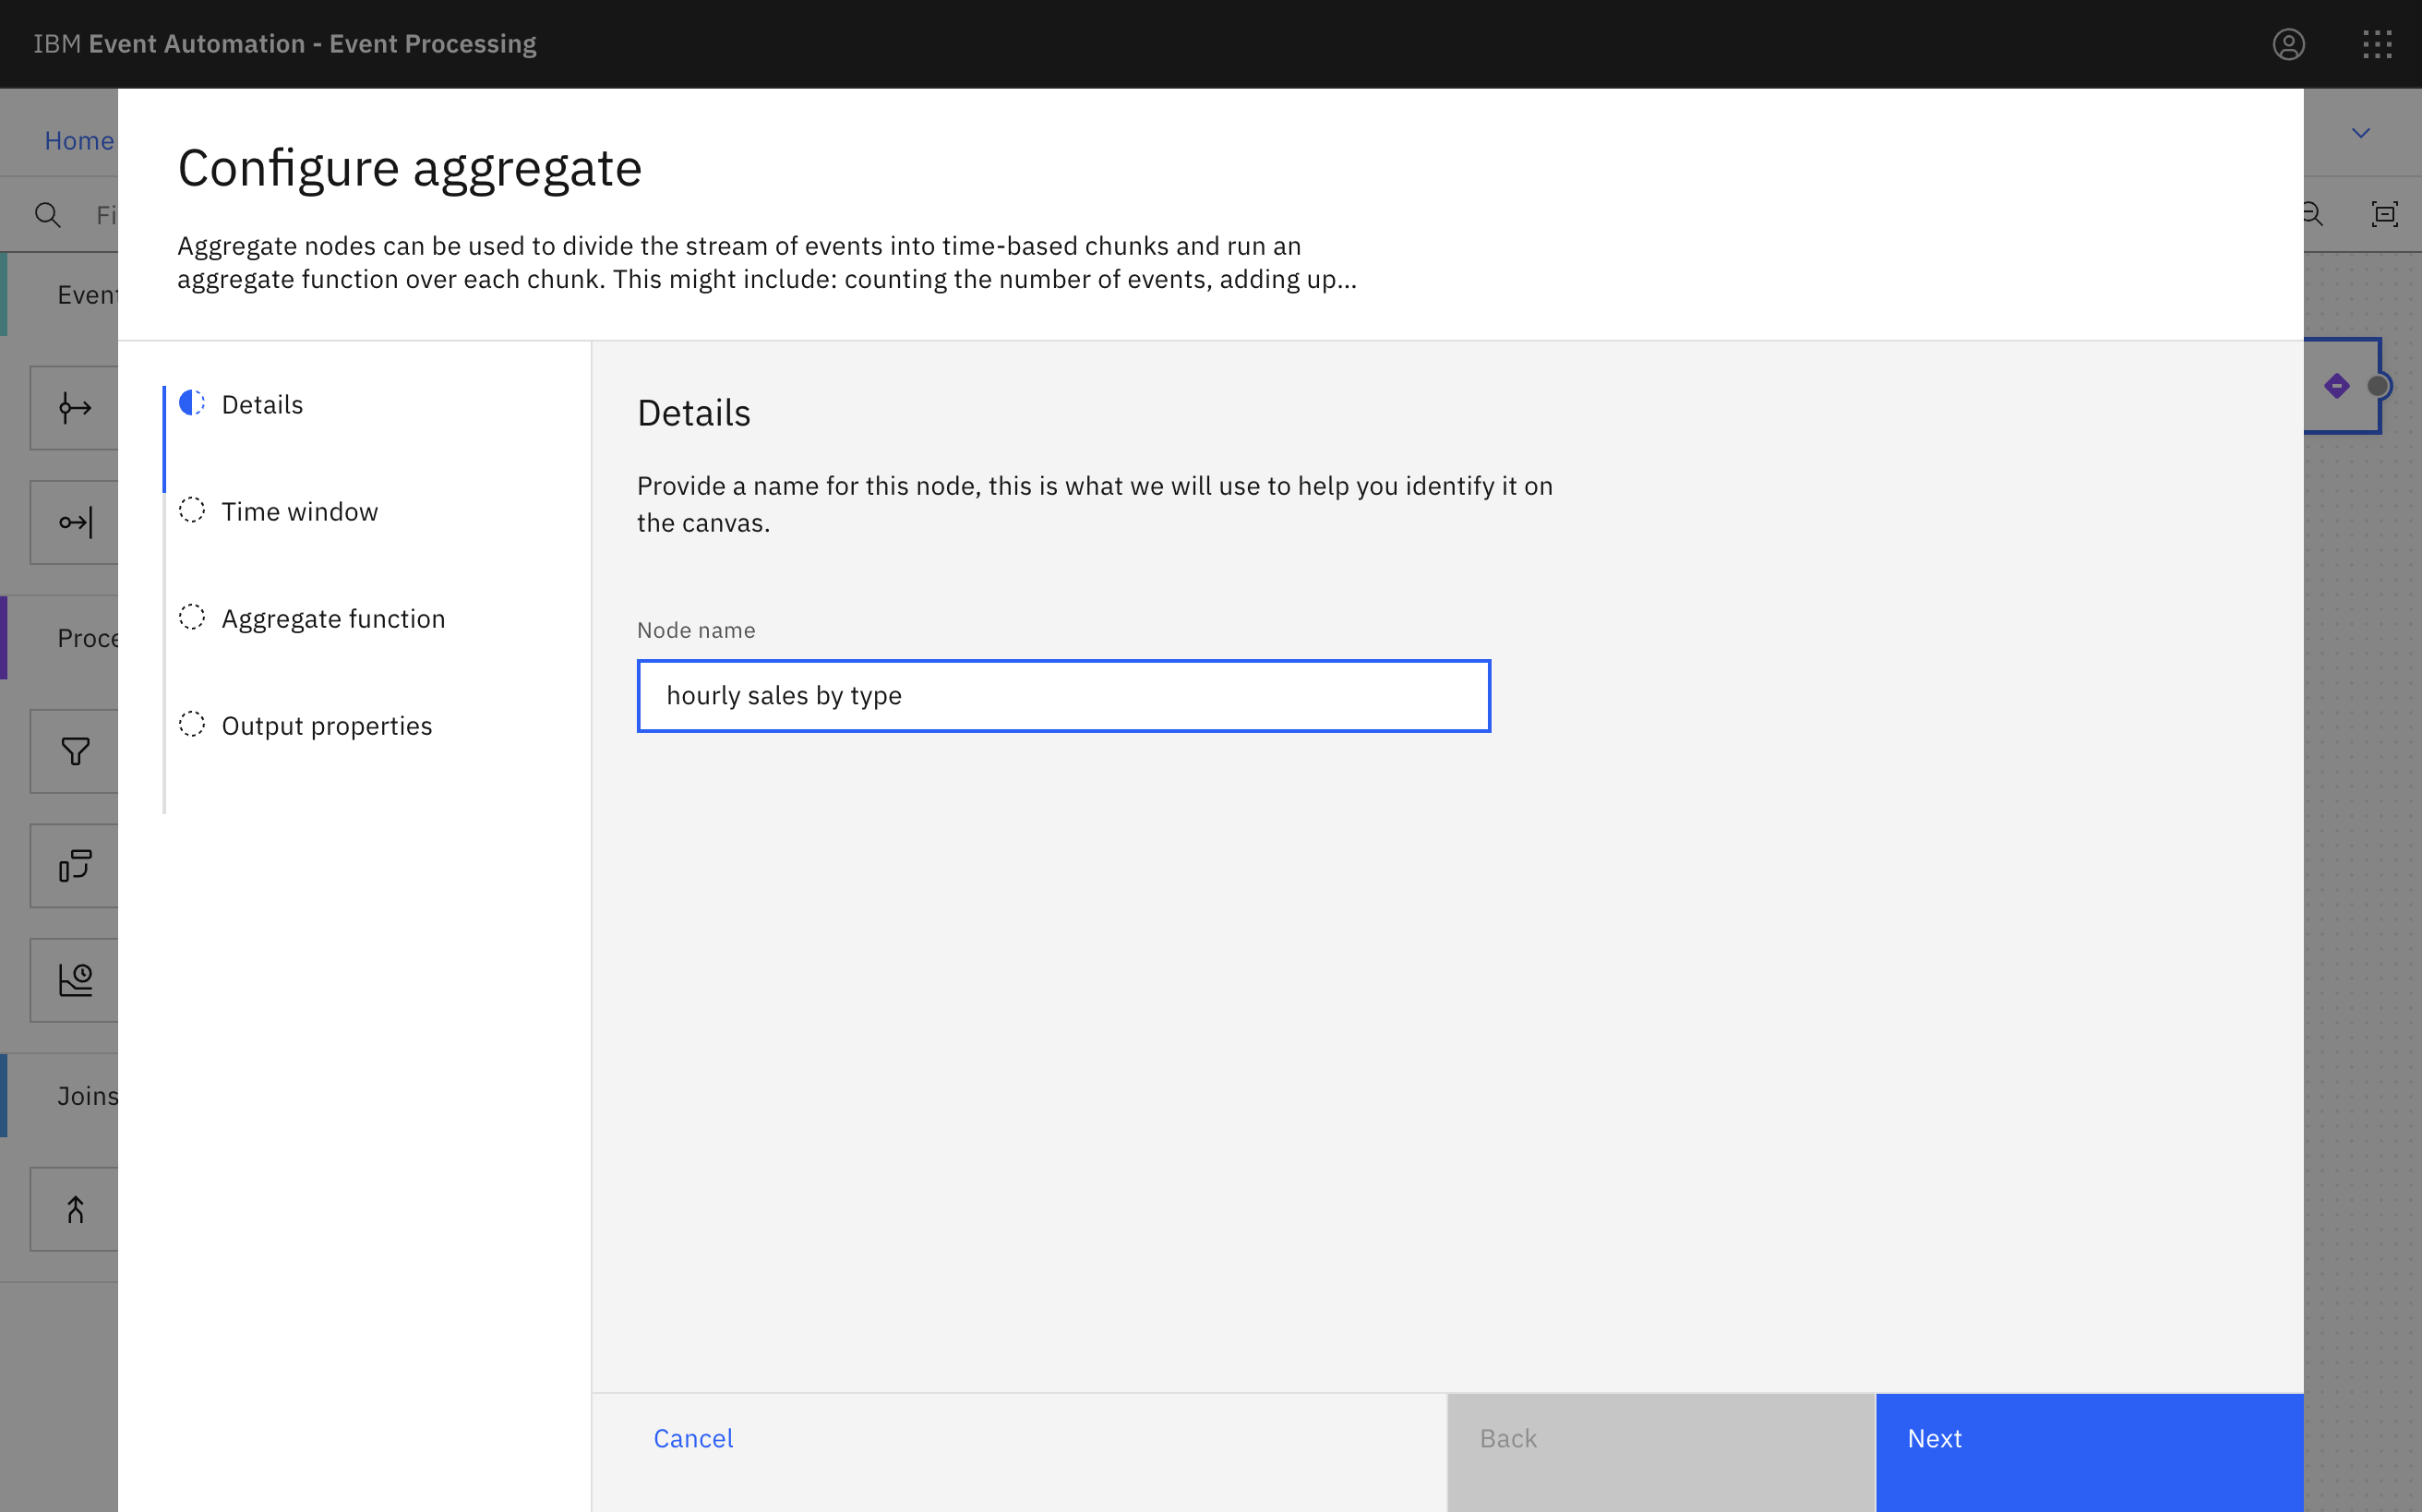 IBM Event Automation - Event Processing
Home
Configure aggregate
Aggregate nodes can be used to divide the stream of events into time-based chunks and run an
aggregate function over each chunk. This might include: counting the number of events, adding up...
Details
Time window
Aggregate function
Output properties
Details
Provide a name for this node, this is what we will use to help you identify it on
the canvas.
Node name
hourly sales by type
Joins
Cancel
Back
Next